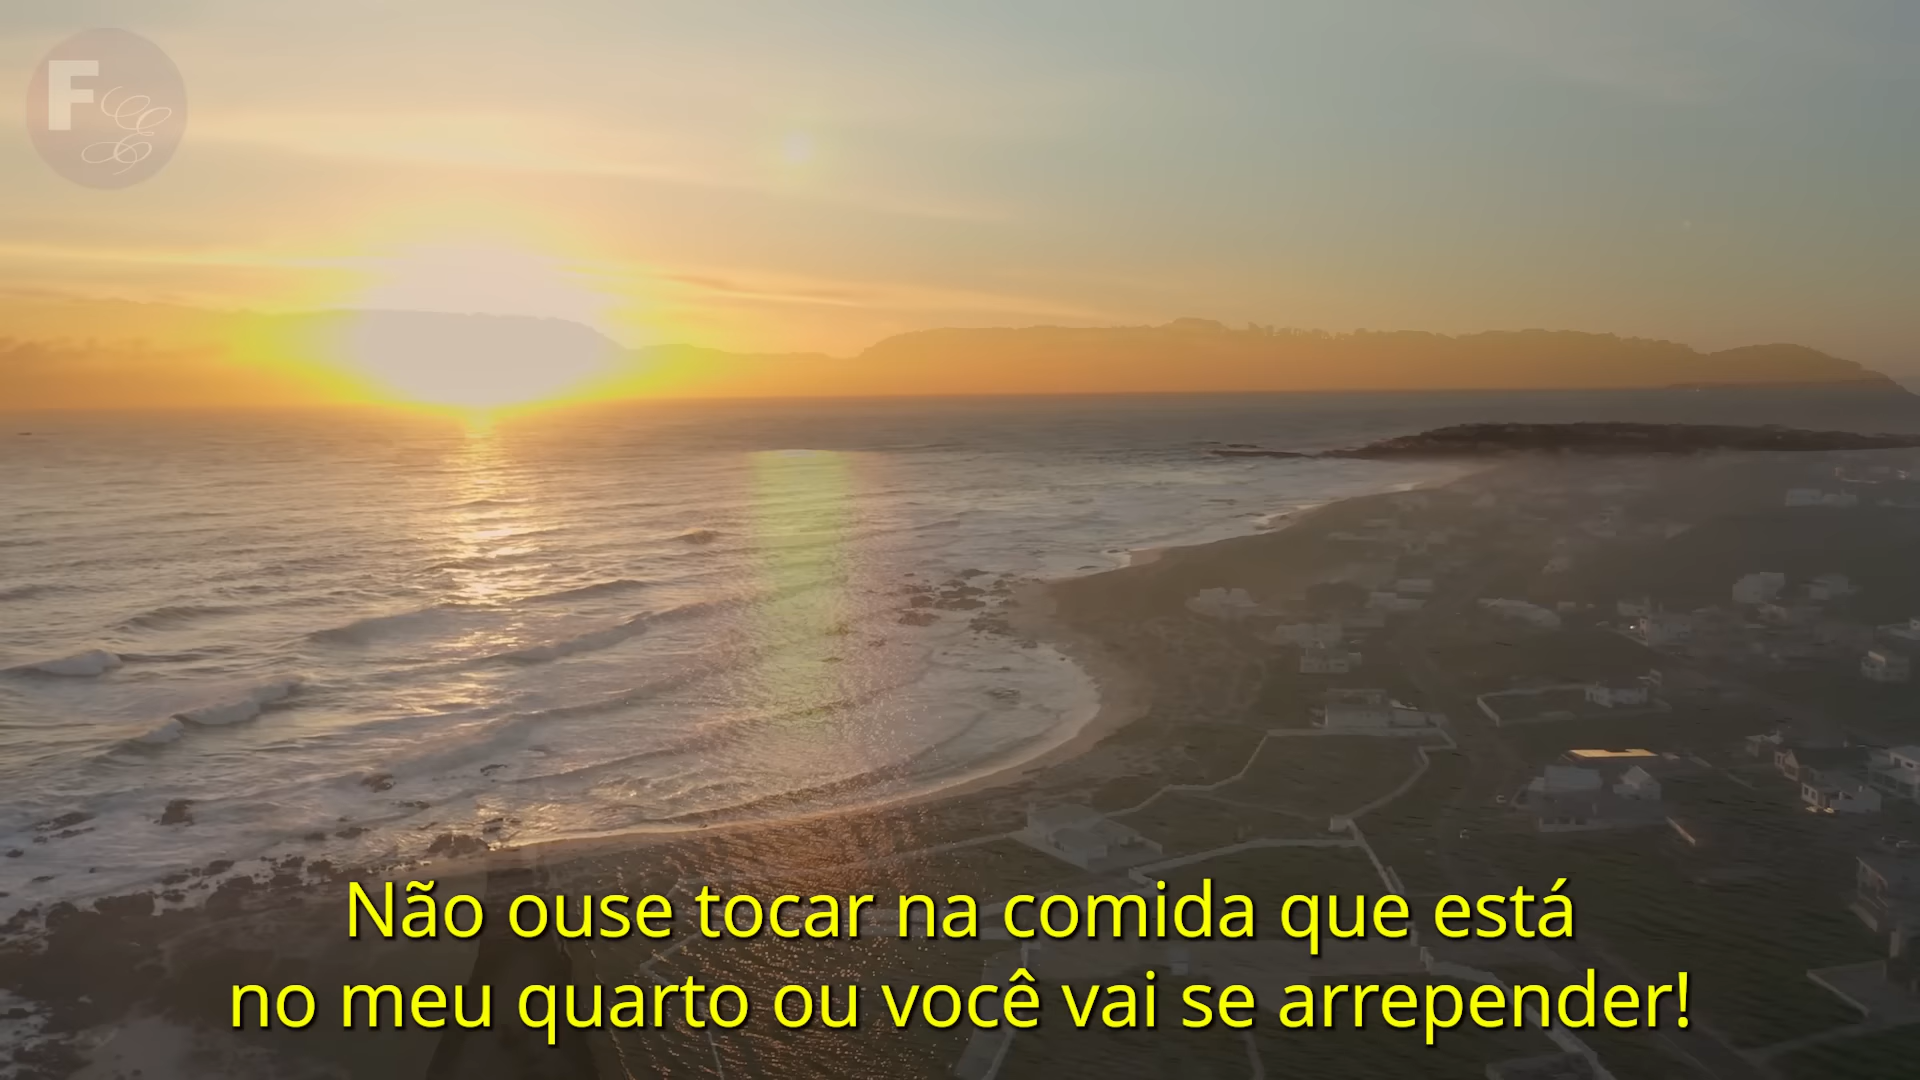 F
Não ouse tocar na comida que está
no meu quarto ou você vai se arrepender!